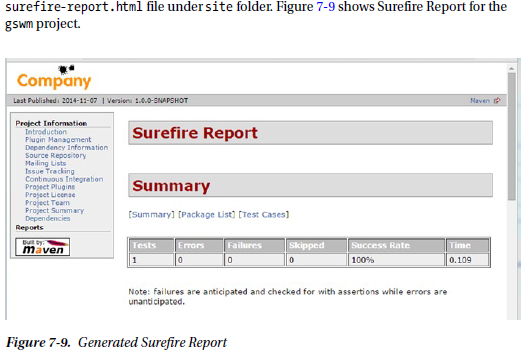 surefire-report.html file under site folder. Figure 7-9 shows Surefire Report for the
gswm project.
Company
Last Published: 2014-11-07 | Version: 1.0.0-SNAPSHOT
Maven
Project Information
Introduction
Plugin Management
Dependency Information
Source Repository
Mailing Lists
Issue Tracking
Continuous Integration
Project Plugins
Project License
Project Team
Project Summary
Dependencies
Reports
Built by:
maven
Surefire Report
Summary
[Summary] [Package List] [Test Cases]
Tests Errors Failures Skipped Success Rate Time
1 0 0 0 100% 0.109
Note: failures are anticipated and checked for with assertions while errors are
unanticipated.
Figure 7-9. Generated Surefire Report